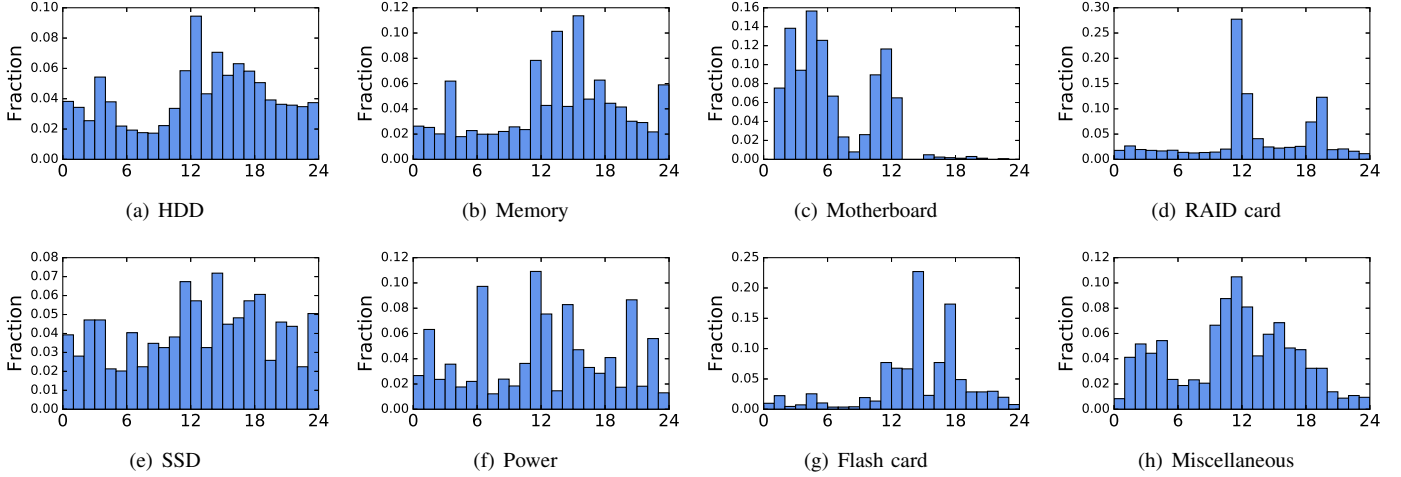 0.10
0.08
0.06
0.04
0.02
0.00
Fraction
0 6 12 18 24
(a) HDD
0.12
0.10
0.08
0.06
0.04
0.02
0.00
Fraction
0 6 12 18 24
(b) Memory
0.16
0.14
0.12
0.10
0.08
0.06
0.04
0.02
0.00
Fraction
0 6 12 18 24
(c) Motherboard
0.30
0.25
0.20
0.15
0.10
0.05
0.00
Fraction
0 6 12 18 24
(d) RAID card
0.08
0.07
0.06
0.05
0.04
0.03
0.02
0.01
0.00
Fraction
0 6 12 18 24
(e) SSD
0.12
0.10
0.08
0.06
0.04
0.02
0.00
Fraction
0 6 12 18 24
(f) Power
0.25
0.20
0.15
0.10
0.05
0.00
Fraction
0 6 12 18 24
(g) Flash card
0.12
0.10
0.08
0.06
0.04
0.02
0.00
Fraction
0 6 12 18 24
(h) Miscellaneous